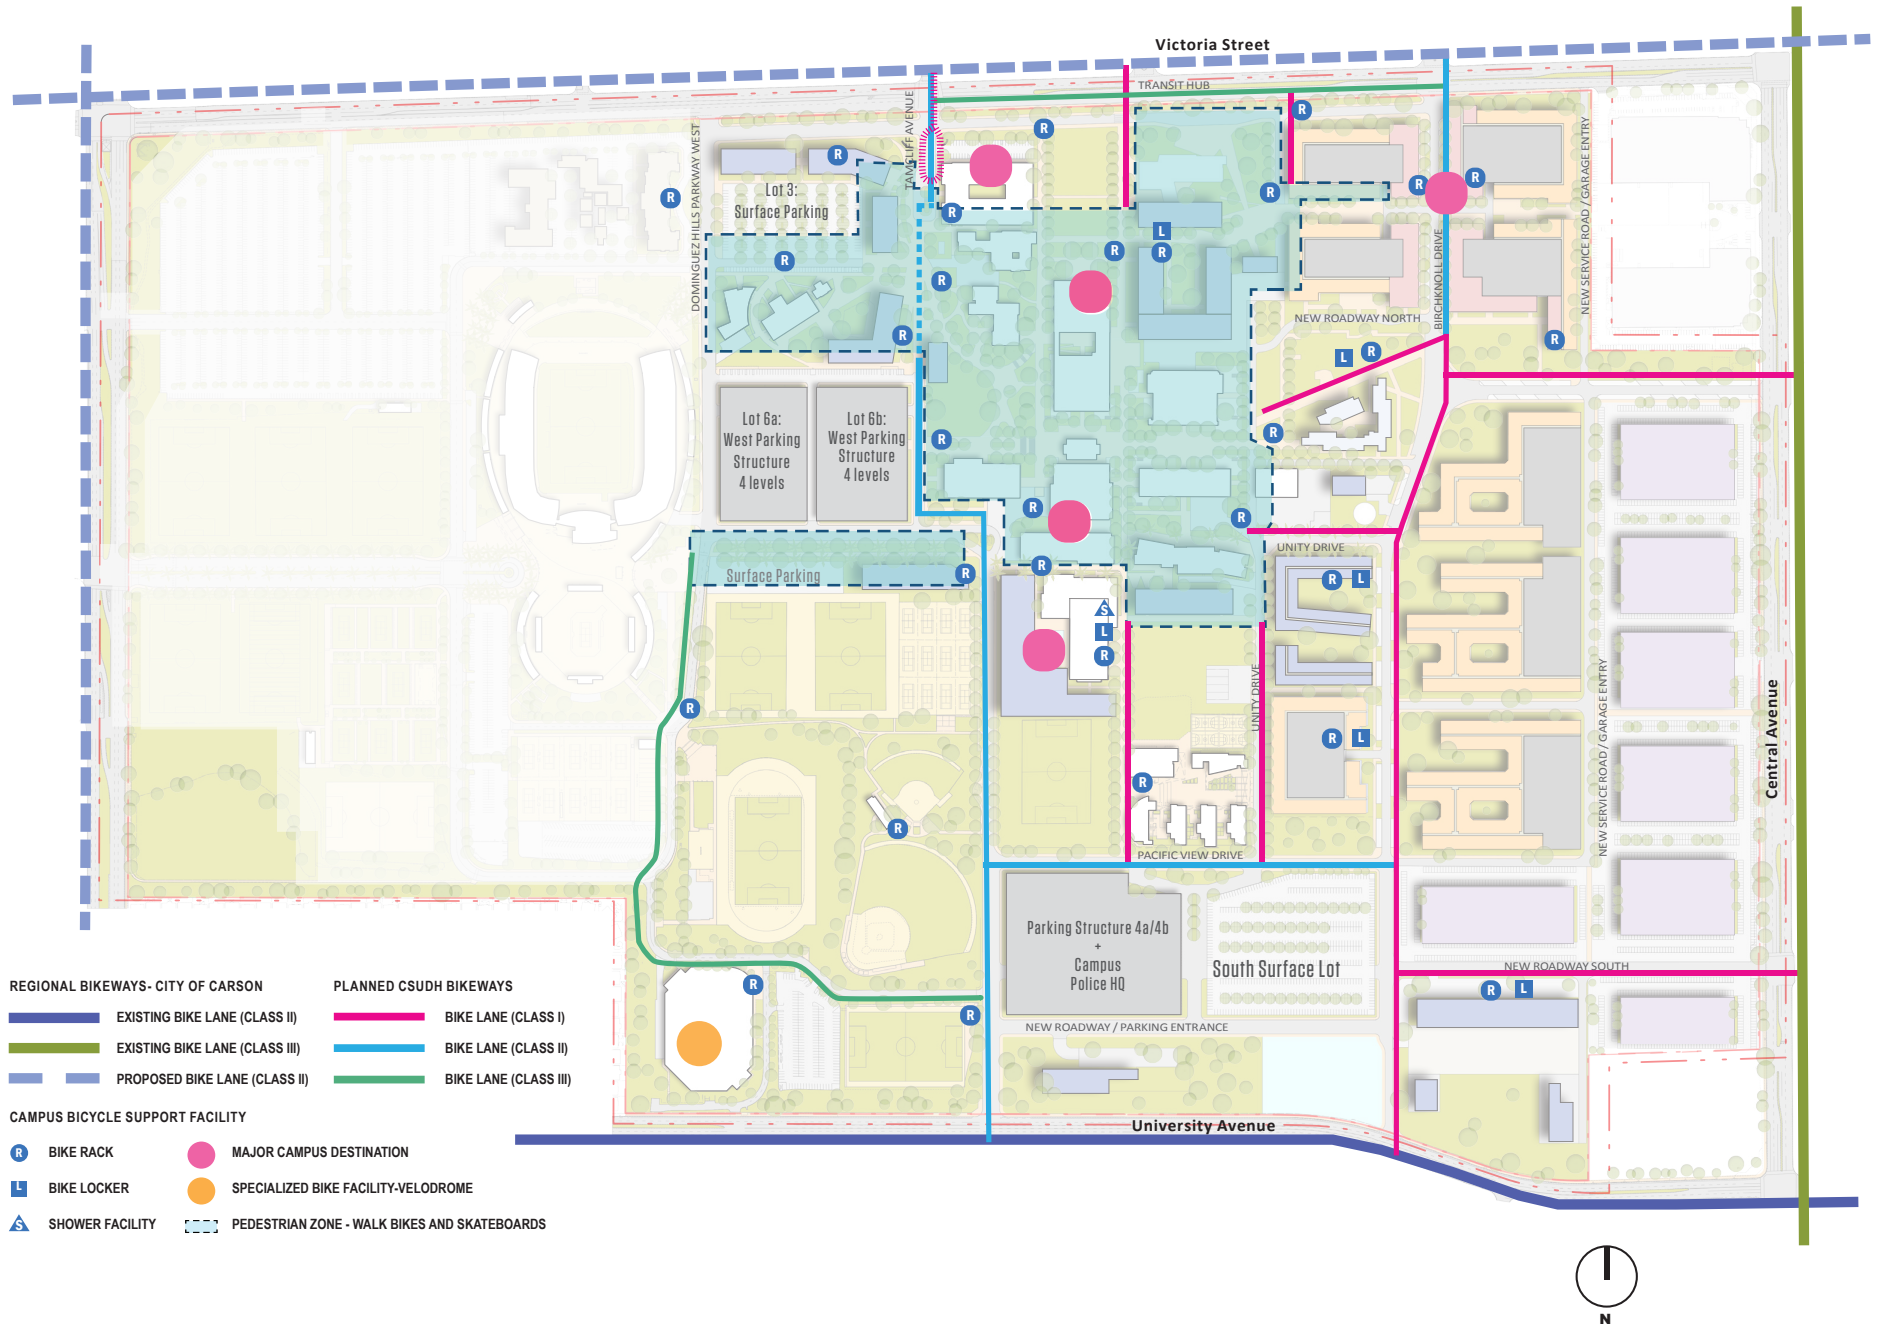 Victoria Street
TRANSIT HUB
TAMCLIFF AVENUE
DOMINGUEZ HILLS PARKWAY WEST
R
R
R
R
R
R
R
R
Lot 3:
Surface Parking
R
L
R
R
R
R
BIRCHKNOLL DRIVE
NEW SERVICE ROAD / GARAGE ENTRY
NEW ROADWAY NORTH
R
R
L
R
Lot 6a:
West Parking
Structure
4 levels
Lot 6b:
West Parking
Structure
4 levels
R
R
R
R
UNITY DRIVE
R
R
Surface Parking
R
L
S
L
R
UNITY DRIVE
NEW SERVICE ROAD / GARAGE ENTRY
Central Avenue
R
R
L
R
R
PACIFIC VIEW DRIVE
Parking Structure 4a/4b
+
Campus
Police HQ
South Surface Lot
NEW ROADWAY SOUTH
R
L
R
R
NEW ROADWAY / PARKING ENTRANCE
University Avenue
REGIONAL BIKEWAYS- CITY OF CARSON
EXISTING BIKE LANE (CLASS II)
EXISTING BIKE LANE (CLASS III)
PROPOSED BIKE LANE (CLASS II)
PLANNED CSUDH BIKEWAYS
BIKE LANE (CLASS I)
BIKE LANE (CLASS II)
BIKE LANE (CLASS III)
CAMPUS BICYCLE SUPPORT FACILITY
R BIKE RACK
L BIKE LOCKER
S SHOWER FACILITY
MAJOR CAMPUS DESTINATION
SPECIALIZED BIKE FACILITY-VELODROME
PEDESTRIAN ZONE - WALK BIKES AND SKATEBOARDS
N